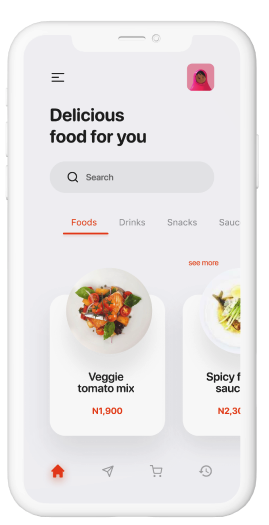 Delicious
food for you
Search
Foods Drinks Snacks Sauc
see more
Veggie
tomato mix
N1,900
Spicy f
sauc
N2,30